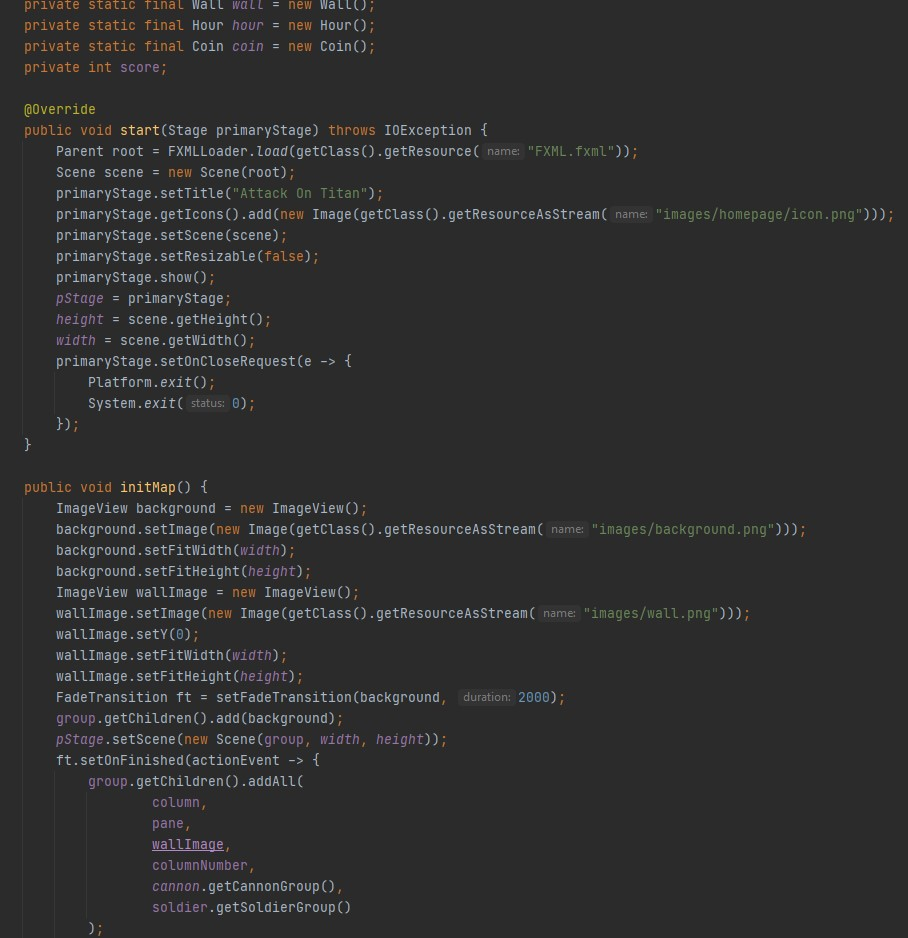 private static final Wall wall = new Wall();
private static final Hour hour = new Hour();
private static final Coin coin = new Coin();
private int score;
@Override
public void start(Stage primaryStage) throws IOException {
Parent root = FXMLLoader.load(getClass().getResource( name: "FXML.fxml"));
Scene scene = new Scene(root);
primaryStage.setTitle("Attack On Titan");
primaryStage.getIcons().add(new Image(getClass().getResourceAsStream( name: "images/homepage/icon.png")));
primaryStage.setScene(scene);
primaryStage.setResizable(false);
primaryStage.show();
pStage = primaryStage;
height = scene.getHeight();
width = scene.getWidth();
primaryStage.setOnCloseRequest(e -> {
Platform.exit();
System.exit( status: 0);
});
}
public void initMap() {
ImageView background = new ImageView();
background.setImage(new Image(getClass().getResourceAsStream( name: "images/background.png")));
background.setFitWidth(width);
background.setFitHeight(height);
ImageView wallImage = new ImageView();
wallImage.setImage(new Image(getClass().getResourceAsStream( name: "images/wall.png")));
wallImage.setY(0);
wallImage.setFitWidth(width);
wallImage.setFitHeight(height);
FadeTransition ft = setFadeTransition(background, duration: 2000);
group.getChildren().add(background);
pStage.setScene(new Scene(group, width, height));
ft.setOnFinished(actionEvent -> {
group.getChildren().addAll(
column,
pane,
wallImage,
columnNumber,
cannon.getCannonGroup(),
soldier.getSoldierGroup()
);